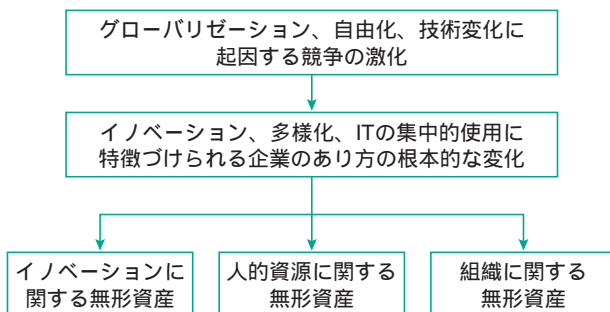 グローバリゼーション、自由化、技術変化に
起因する競争の激化
イノベーション、多様化、ITの集中的使用に
特徴づけられる企業のあり方の根本的な変化
イノベーションに
関する無形資産
人的資源に関する
無形資産
組織に関する
無形資産